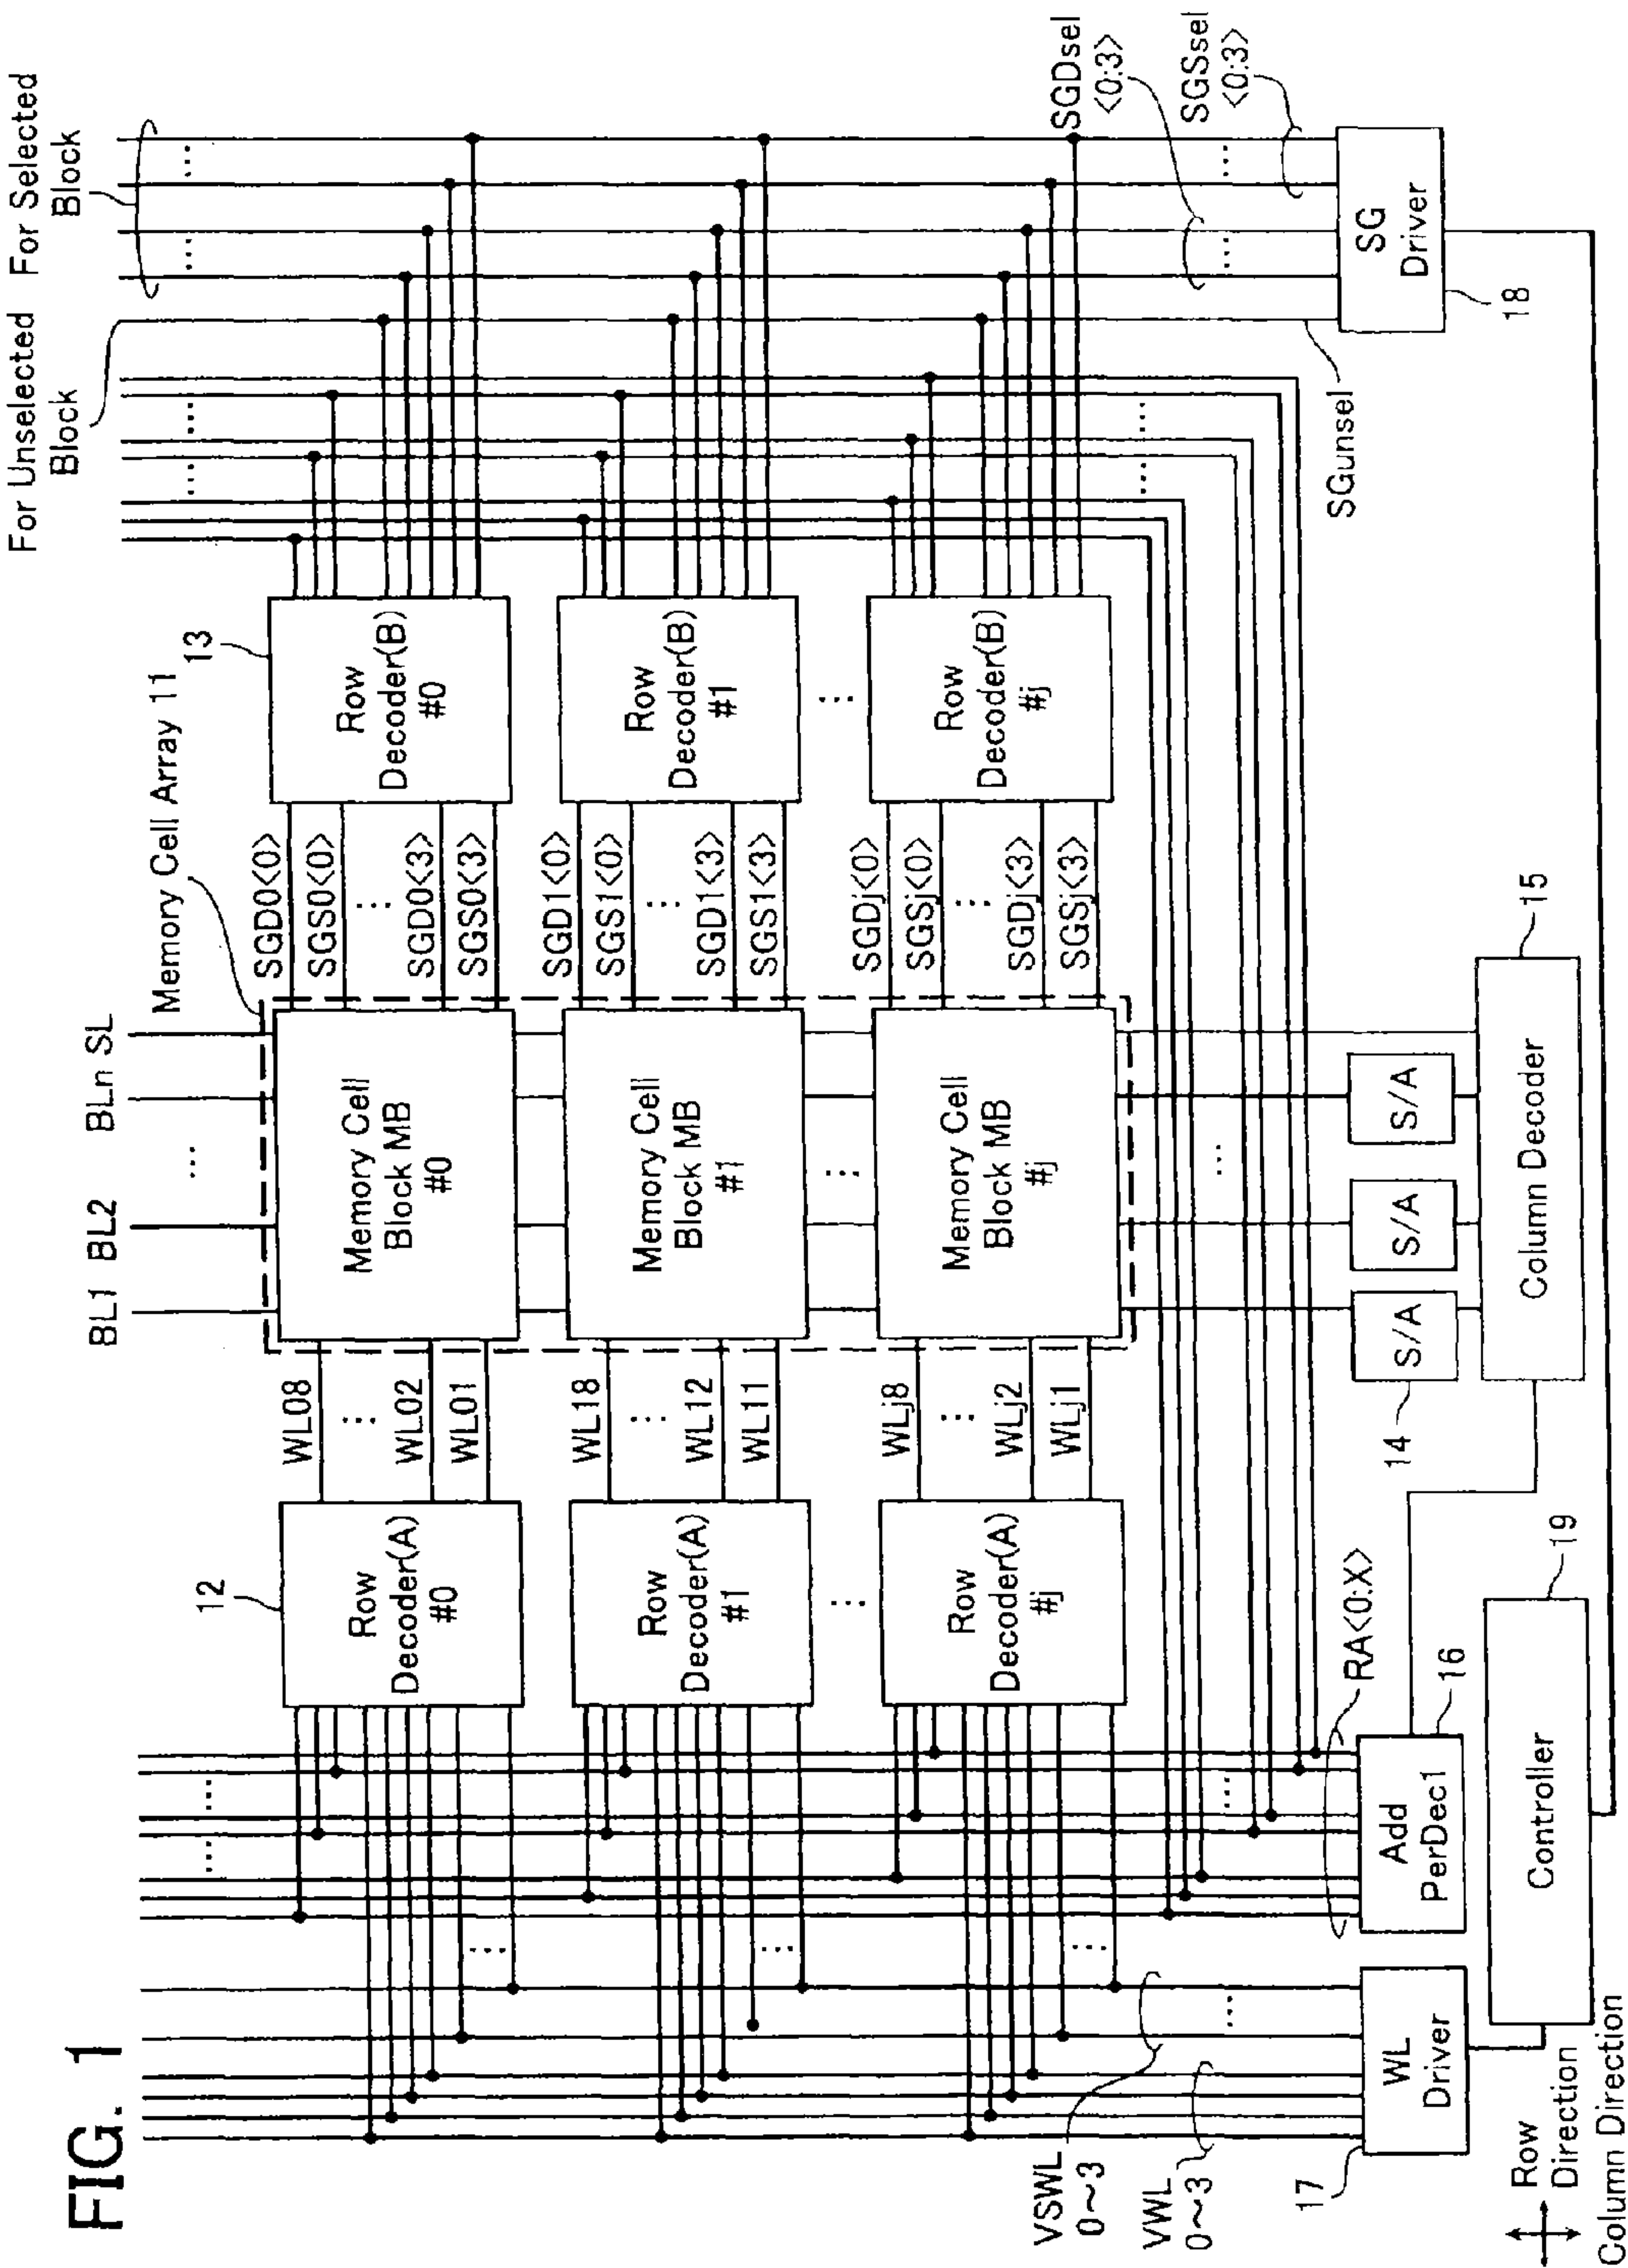 FIG. 1
BL1 BL2 ... BLn SL
Memory Cell Array 11
13
12
For Unselected
Block
For Selected
Block
Row
Decoder(A)
#0
WL08
WL02
WL01
Memory Cell
Block MB
#0
SGD0<0>
SGS0<0>
SGD0<3>
SGS0<3>
Row
Decoder(B)
#0
Row
Decoder(A)
#1
WL18
WL12
WL11
Memory Cell
Block MB
#1
SGD1<0>
SGS1<0>
SGD1<3>
SGS1<3>
Row
Decoder(B)
#1
Row
Decoder(A)
#j
WLj8
WLj2
WLj1
Memory Cell
Block MB
#j
SGDj<0>
SGSj<0>
SGDj<3>
SGSj<3>
Row
Decoder(B)
#j
VSWL
0~3
VWL
0~3
RA<0:X>
SGunsel
SGDsel
<0:3>
SGSsel
<0:3>
17
WL
Driver
Add
PerDec1
16
14
S/A
S/A
S/A
Column Decoder
15
SG
Driver
18
Controller
19
Row
Direction
Column Direction